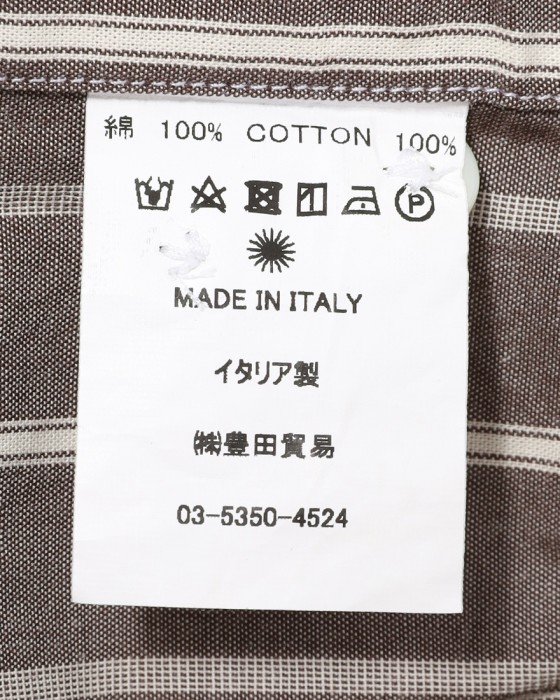 綿 100% COTTON 100%
P
MADE IN ITALY
イタリア製
㈱豊田貿易
03-5350-4524